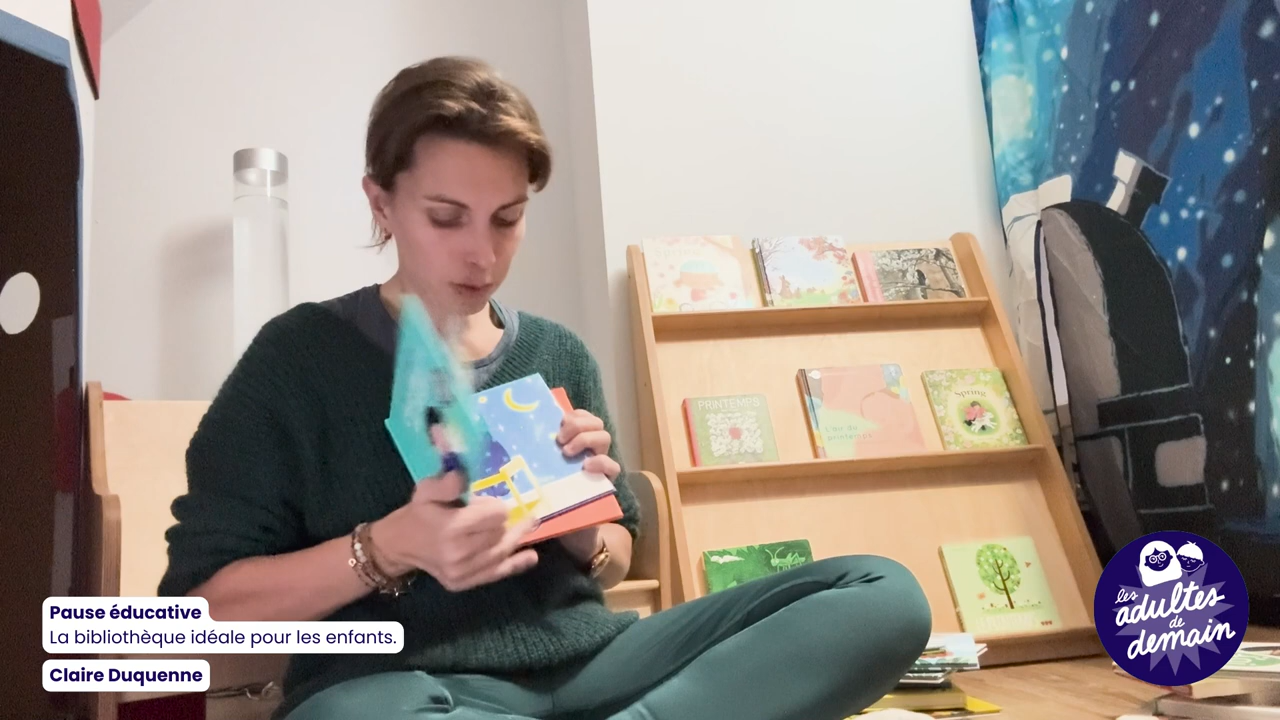 PRINTEMPS
L'air du
printemps
Spring
Pause éducative
La bibliothèque idéale pour les enfants.
Claire Duquenne
les
adultes
de
demain